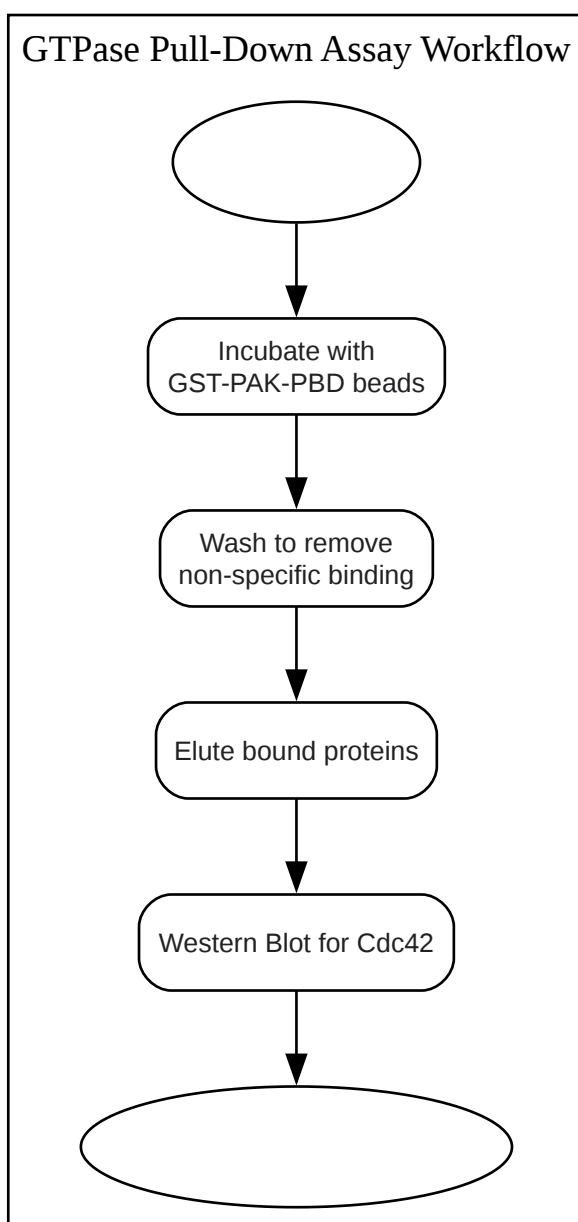 GTPase Pull-Down Assay Workflow
Incubate with
GST-PAK-PBD beads
Wash to remove
non-specific binding
Elute bound proteins
Western Blot for Cdc42